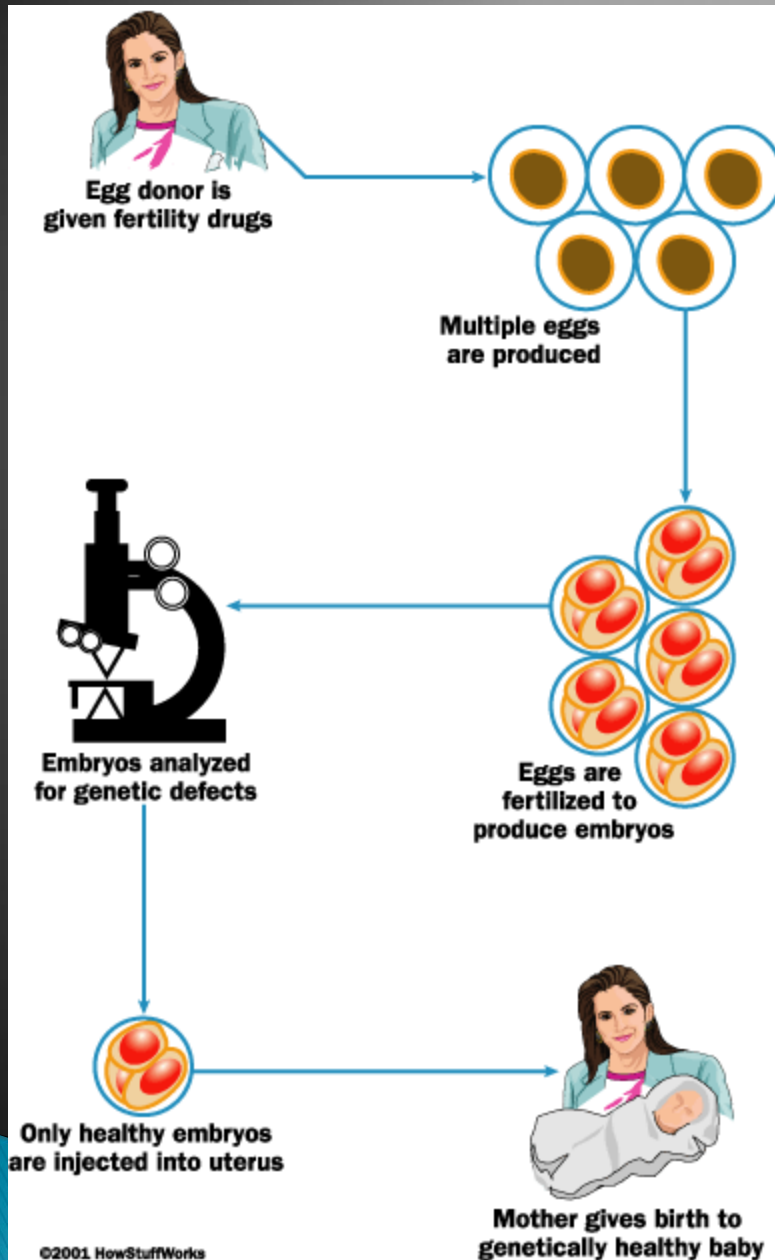 Egg donor is
given fertility drugs
Multiple eggs
are produced
Eggs are
fertilized to
produce embryos
Embryos analyzed
for genetic defects
Only healthy embryos
are injected into uterus
Mother gives birth to
genetically healthy baby
©2001 HowStuffWorks